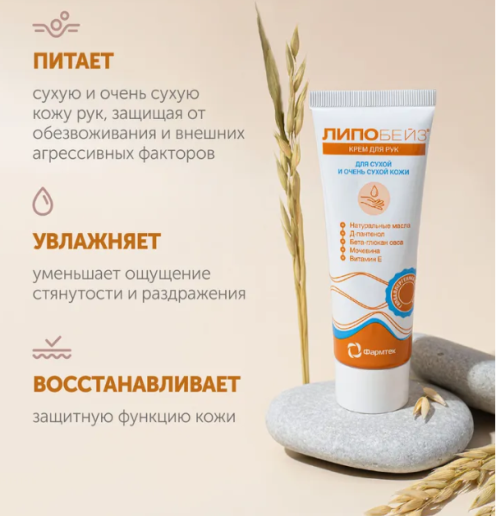 ПИТАЕТ
сухую и очень сухую
кожу рук, защищая от
обезвоживания и внешних
агрессивных факторов
УВЛАЖНЯЕТ
уменьшает ощущение
стянутости и раздражения
ВОССТАНАВЛИВАЕТ
защитную функцию кожи
ЛИПОБЕЙЗ
КРЕМ ДЛЯ РУК
ДЛЯ СУХОЙ
И ОЧЕНЬ СУХОЙ КОЖИ
Натуральные масла
Д-пантенол
Бета-глюкан овса
Мочевина
Витамин Е
Фармтек